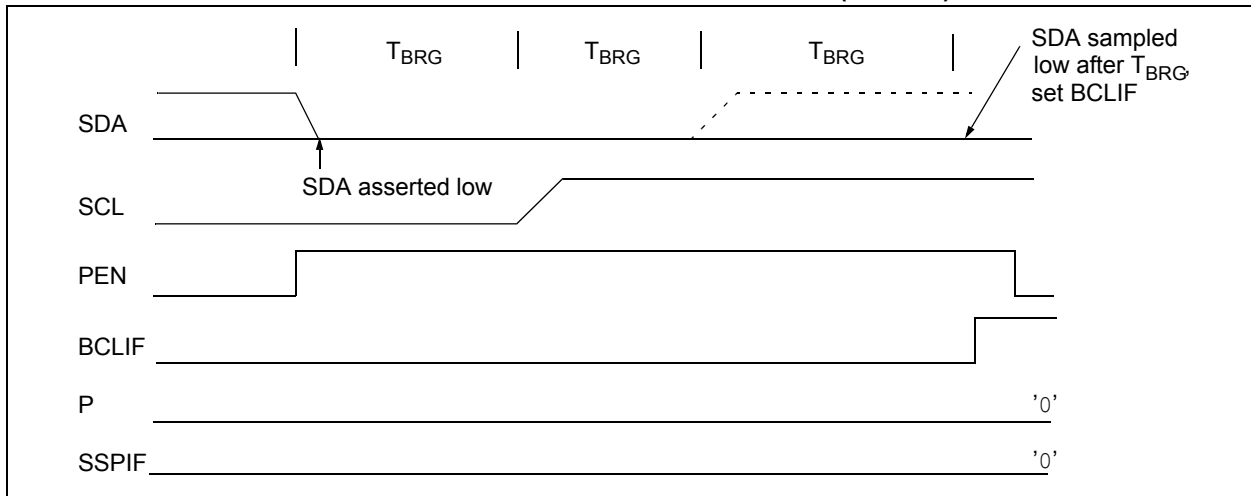 TBRG TBRG TBRG
SDA sampled
low after TBRG,
set BCLIF
SDA
SDA asserted low
SCL
PEN
BCLIF
P '0'
SSPIF '0'